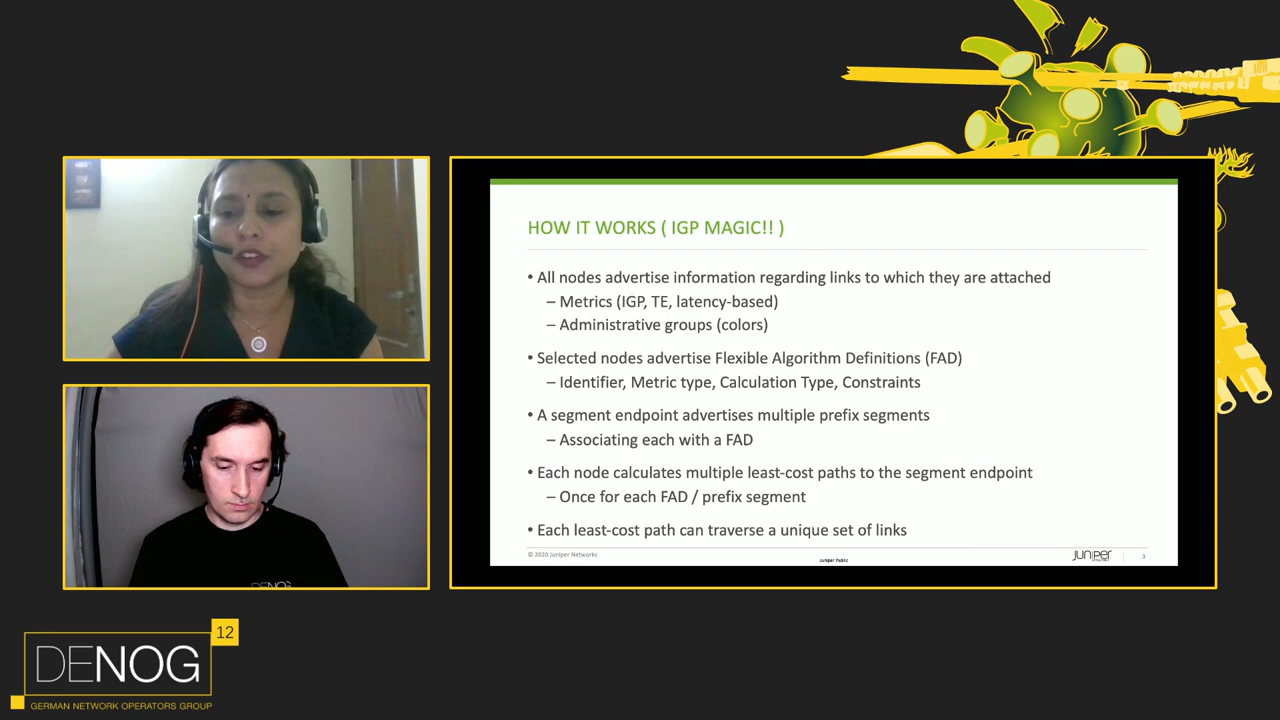 HOW IT WORKS ( IGP MAGIC!! )
• All nodes advertise information regarding links to which they are attached
– Metrics (IGP, TE, latency-based)
– Administrative groups (colors)
• Selected nodes advertise Flexible Algorithm Definitions (FAD)
– Identifier, Metric type, Calculation Type, Constraints
• A segment endpoint advertises multiple prefix segments
– Associating each with a FAD
• Each node calculates multiple least-cost paths to the segment endpoint
– Once for each FAD / prefix segment
• Each least-cost path can traverse a unique set of links
© 2020 Juniper Networks
Juniper Public
JUNIPER
3
DENOG
12
DENOG
GERMAN NETWORK OPERATORS GROUP